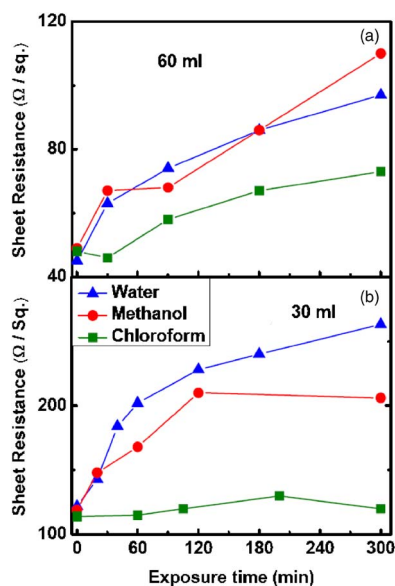 120
(a)
60 ml
80
40
Sheet Resistance (Ω / sq.)
Water
Methanol
Chloroform
(b)
30 ml
200
100
Sheet Resistance (Ω / Sq.)
0 60 120 180 240 300
Exposure time (min)